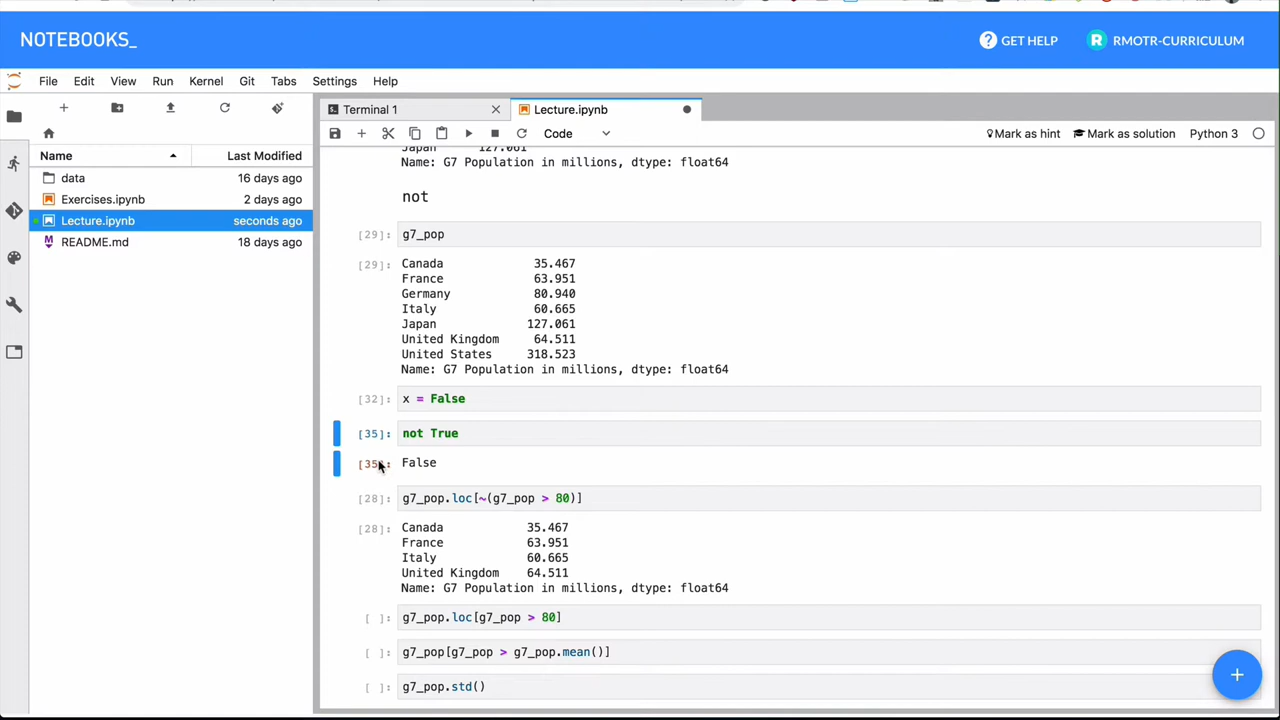 NOTEBOOKS_
GET HELP
R RMOTR-CURRICULUM
File Edit View Run Kernel Git Tabs Settings Help
Terminal 1
Lecture.ipynb
Code
Mark as hint
Mark as solution
Python 3
Name
Last Modified
data 16 days ago
Exercises.ipynb 2 days ago
Lecture.ipynb seconds ago
README.md 18 days ago
Japan 127.061
Name: G7 Population in millions, dtype: float64
not
[29]: g7_pop
[29]: Canada 35.467
France 63.951
Germany 80.940
Italy 60.665
Japan 127.061
United Kingdom 64.511
United States 318.523
Name: G7 Population in millions, dtype: float64
[32]: x = False
[35]: not True
[35]: False
[28]: g7_pop.loc[~(g7_pop > 80)]
[28]: Canada 35.467
France 63.951
Italy 60.665
United Kingdom 64.511
Name: G7 Population in millions, dtype: float64
[ ]: g7_pop.loc[g7_pop > 80]
[ ]: g7_pop[g7_pop > g7_pop.mean()]
[ ]: g7_pop.std()